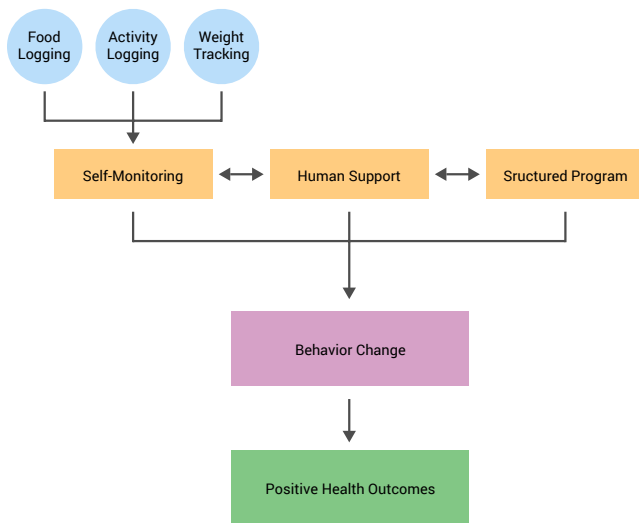 Food
Logging
Activity
Logging
Weight
Tracking
Self-Monitoring
Human Support
Sructured Program
Behavior Change
Positive Health Outcomes